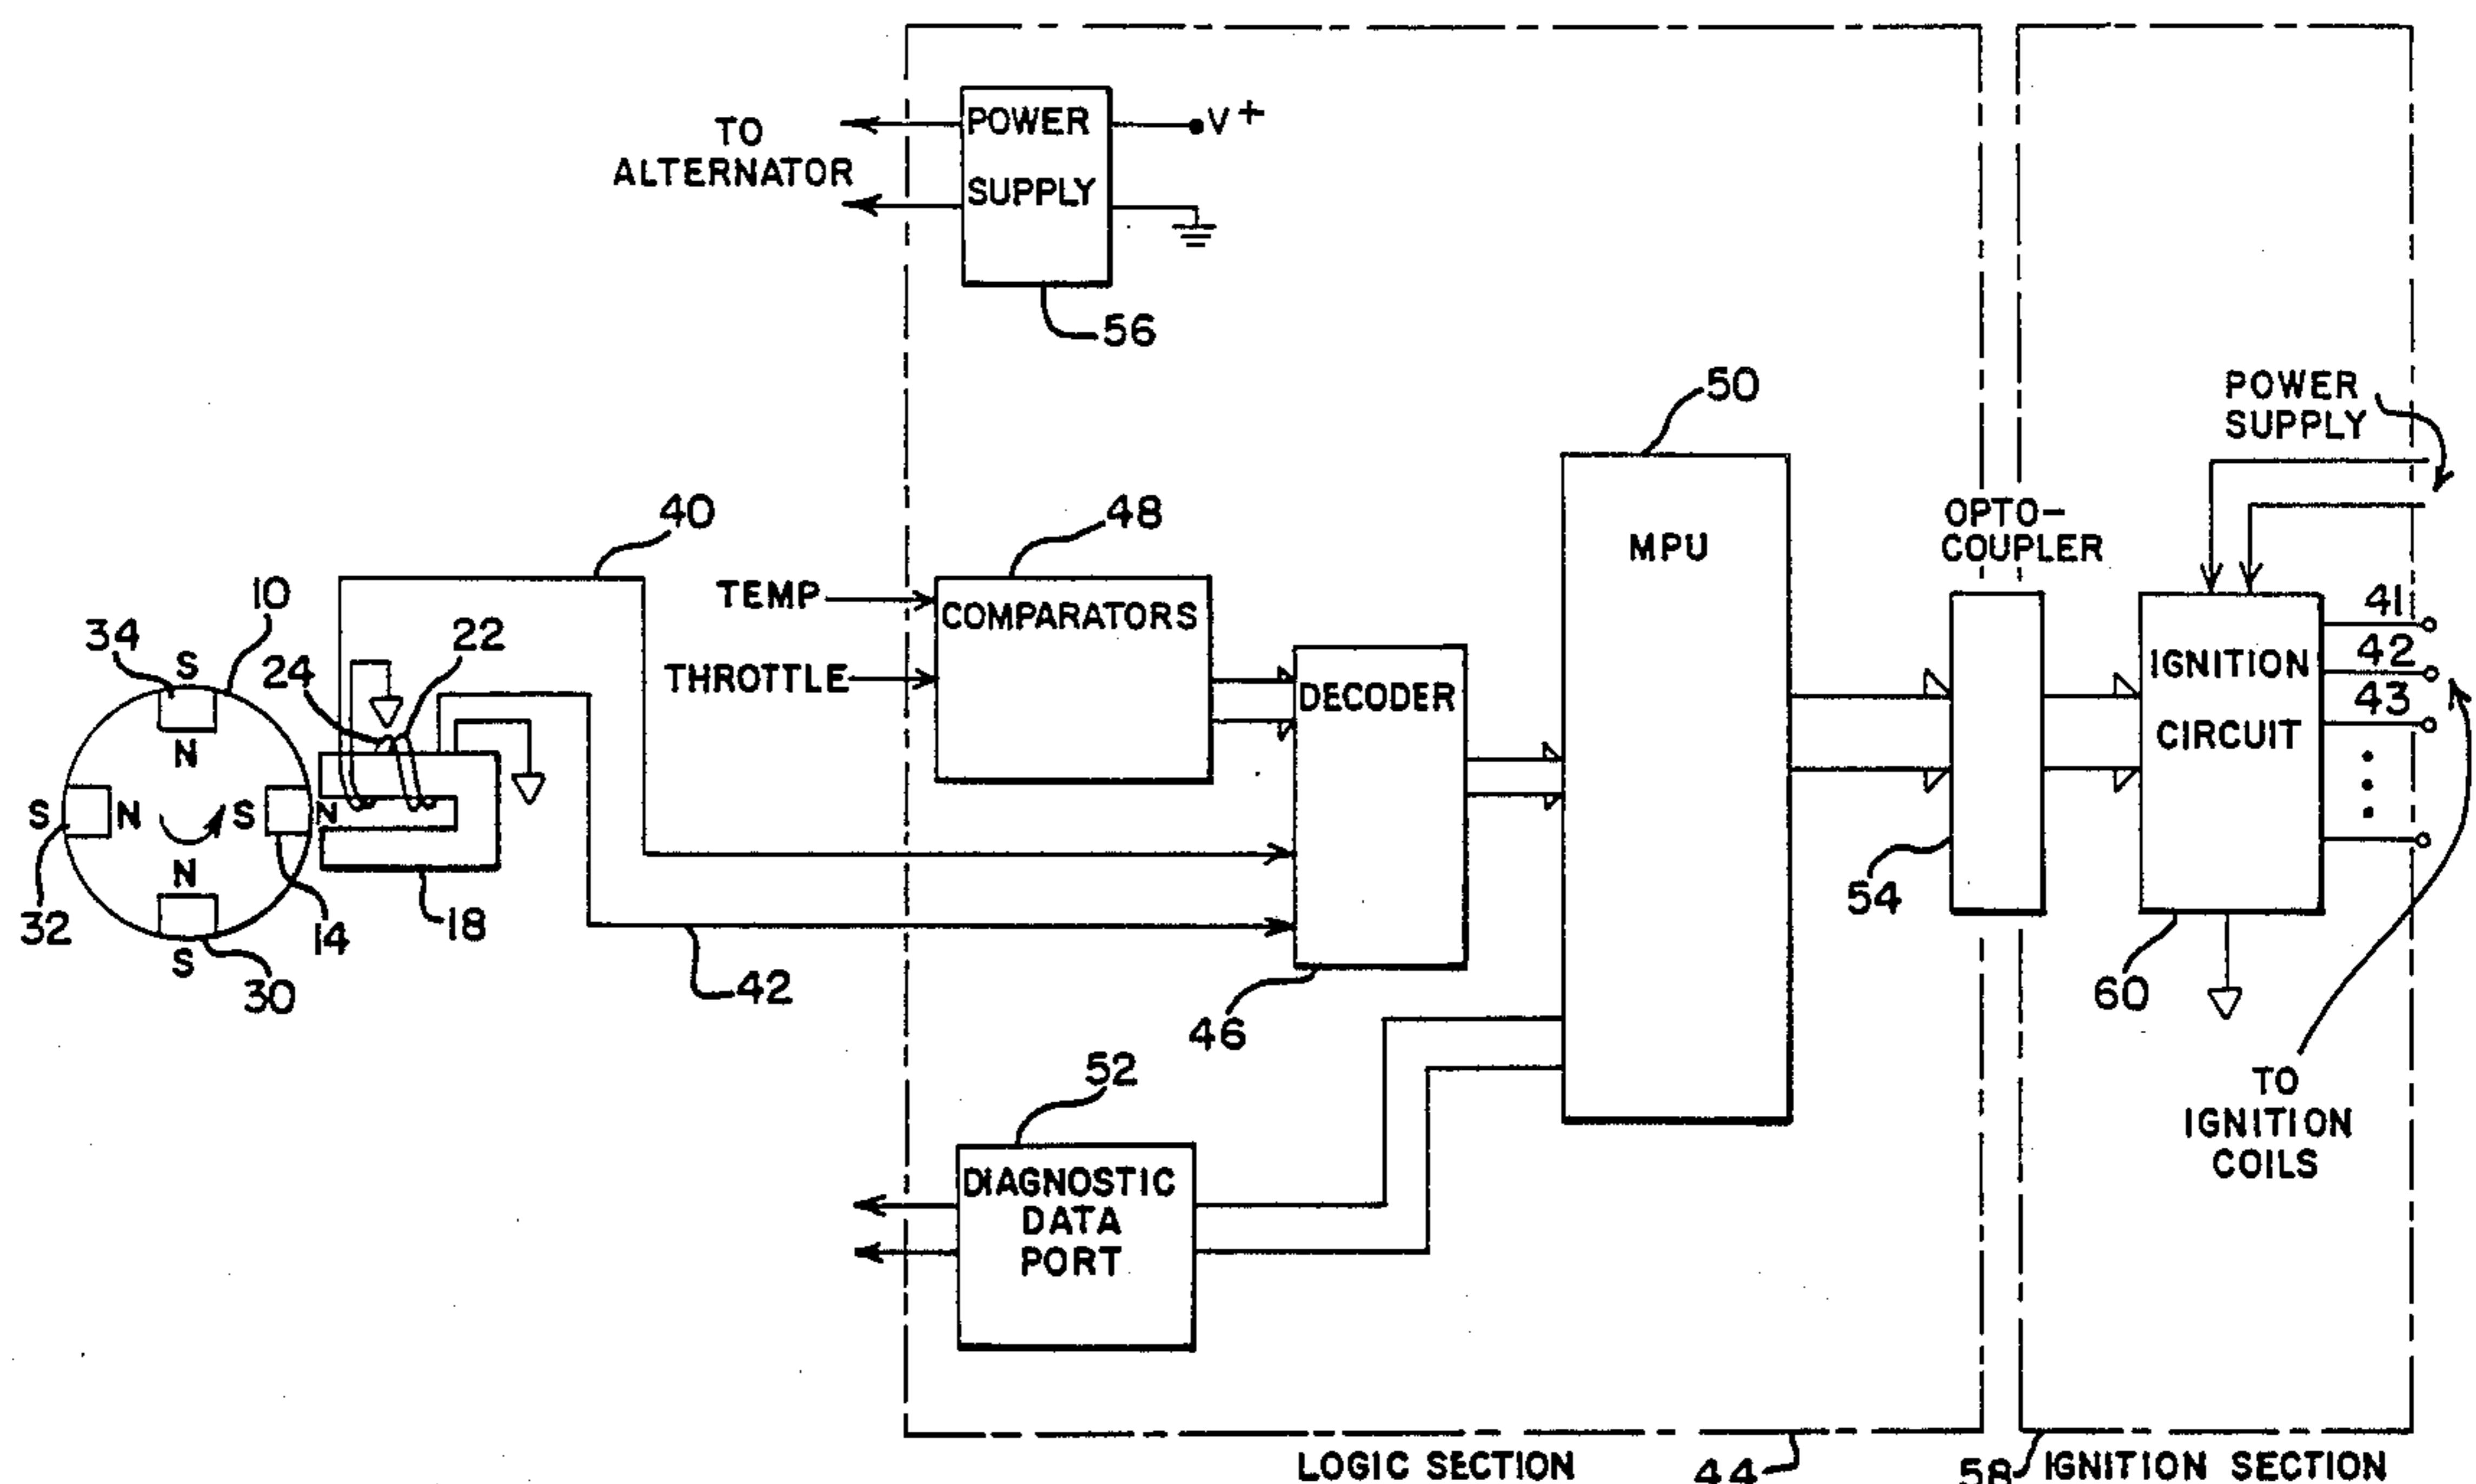 TO
ALTERNATOR
POWER
SUPPLY
V+
56
50
POWER
SUPPLY
40
48
MPU
OPTO-
COUPLER
TEMP
THROTTLE
COMPARATORS
DECODER
IGNITION
CIRCUIT
41
42
43
10
34
S
24
22
N
S
N
S
N
N
32
S
30
14
18
42
46
54
60
52
DIAGNOSTIC
DATA
PORT
TO
IGNITION
COILS
LOGIC SECTION
44
58
IGNITION SECTION